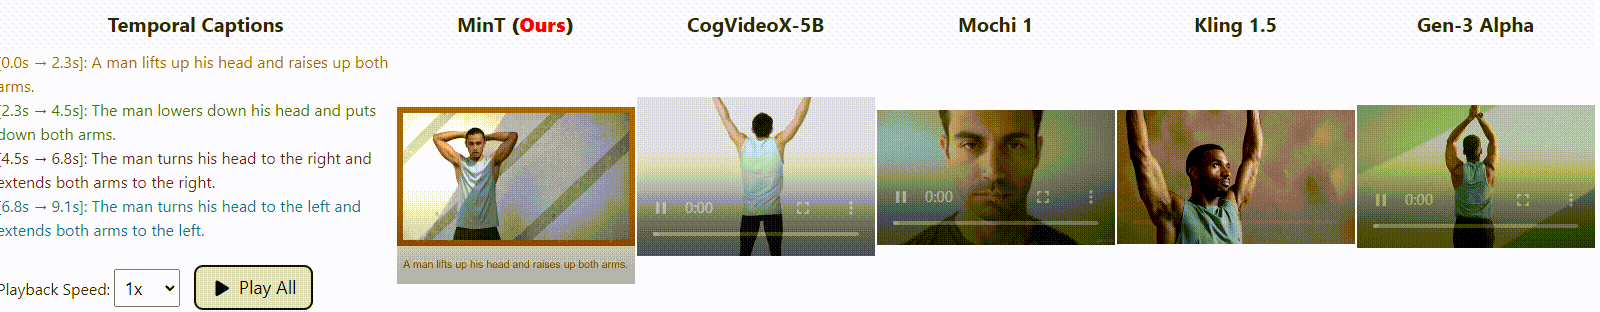 Temporal Captions
MinT (Ours)
CogVideoX-5B
Mochi 1
Kling 1.5
Gen-3 Alpha
[0.0s → 2.3s]: A man lifts up his head and raises up both
arms.
[2.3s → 4.5s]: The man lowers down his head and puts
down both arms.
[4.5s → 6.8s]: The man turns his head to the right and
extends both arms to the right.
[6.8s → 9.1s]: The man turns his head to the left and
extends both arms to the left.
Playback Speed: 1x
Play All
A man lifts up his head and raises up both arms.
0:00
0:00
0:00